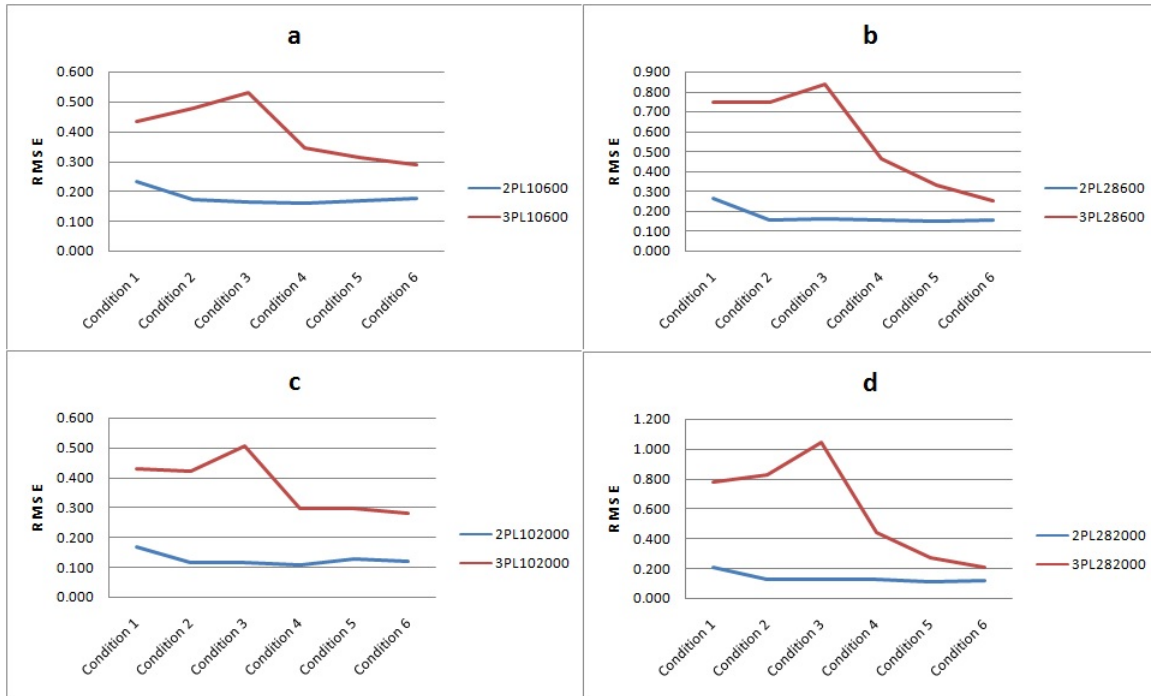 a
0.600
0.500
0.400
0.300
0.200
0.100
0.000
RMSE
Condition 1
Condition 2
Condition 3
Condition 4
Condition 5
Condition 6
2PL10600
3PL10600
b
0.900
0.800
0.700
0.600
0.500
0.400
0.300
0.200
0.100
0.000
RMSE
Condition 1
Condition 2
Condition 3
Condition 4
Condition 5
Condition 6
2PL28600
3PL28600
c
0.600
0.500
0.400
0.300
0.200
0.100
0.000
RMSE
Condition 1
Condition 2
Condition 3
Condition 4
Condition 5
Condition 6
2PL102000
3PL102000
d
1.200
1.000
0.800
0.600
0.400
0.200
0.000
RMSE
Condition 1
Condition 2
Condition 3
Condition 4
Condition 5
Condition 6
2PL282000
3PL282000